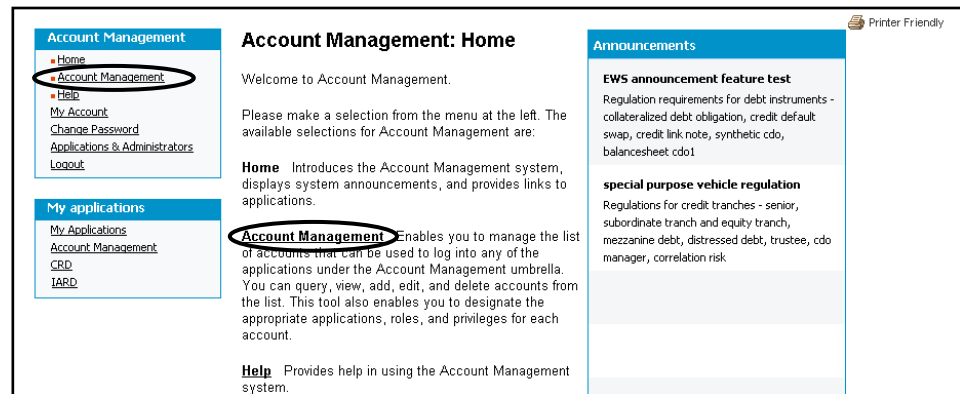 Printer Friendly
Account Management
Home
Account Management
Help
My Account
Change Password
Applications & Administrators
Logout
My applications
My Applications
Account Management
CRD
IARD
Account Management: Home
Welcome to Account Management.
Please make a selection from the menu at the left. The
available selections for Account Management are:
Home Introduces the Account Management system,
displays system announcements, and provides links to
applications.
Account Management Enables you to manage the list
of accounts that can be used to log into any of the
applications under the Account Management umbrella.
You can query, view, add, edit, and delete accounts from
the list. This tool also enables you to designate the
appropriate applications, roles, and privileges for each
account.
Help Provides help in using the Account Management
system.
Announcements
EWS announcement feature test
Regulation requirements for debt instruments -
collateralized debt obligation, credit default
swap, credit link note, synthetic cdo,
balancesheet cdo1
special purpose vehicle regulation
Regulations for credit tranches - senior,
subordinate tranch and equity tranch,
mezzanine debt, distressed debt, trustee, cdo
manager, correlation risk